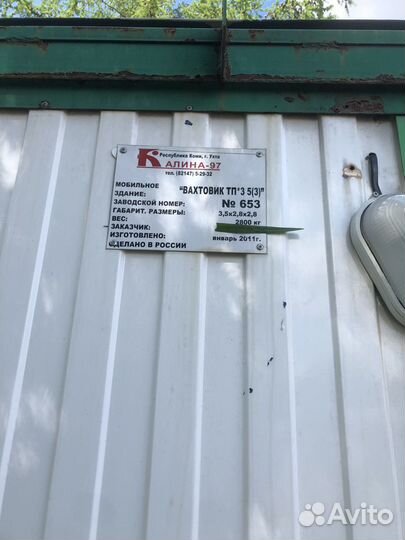 Республика Коми, г. Ухта
КАЛИНА-97
тел. (82147) 5-29-32
МОБИЛЬНОЕ ЗДАНИЕ: "ВАХТОВИК ТП*3 5(3)"
ЗАВОДСКОЙ НОМЕР: № 653
ГАБАРИТ. РАЗМЕРЫ: 3,5х2,8х2,8
ВЕС: 2800 кг
ЗАКАЗЧИК:
ИЗГОТОВЛЕНО: январь 2011г.
СДЕЛАНО В РОССИИ
Avito